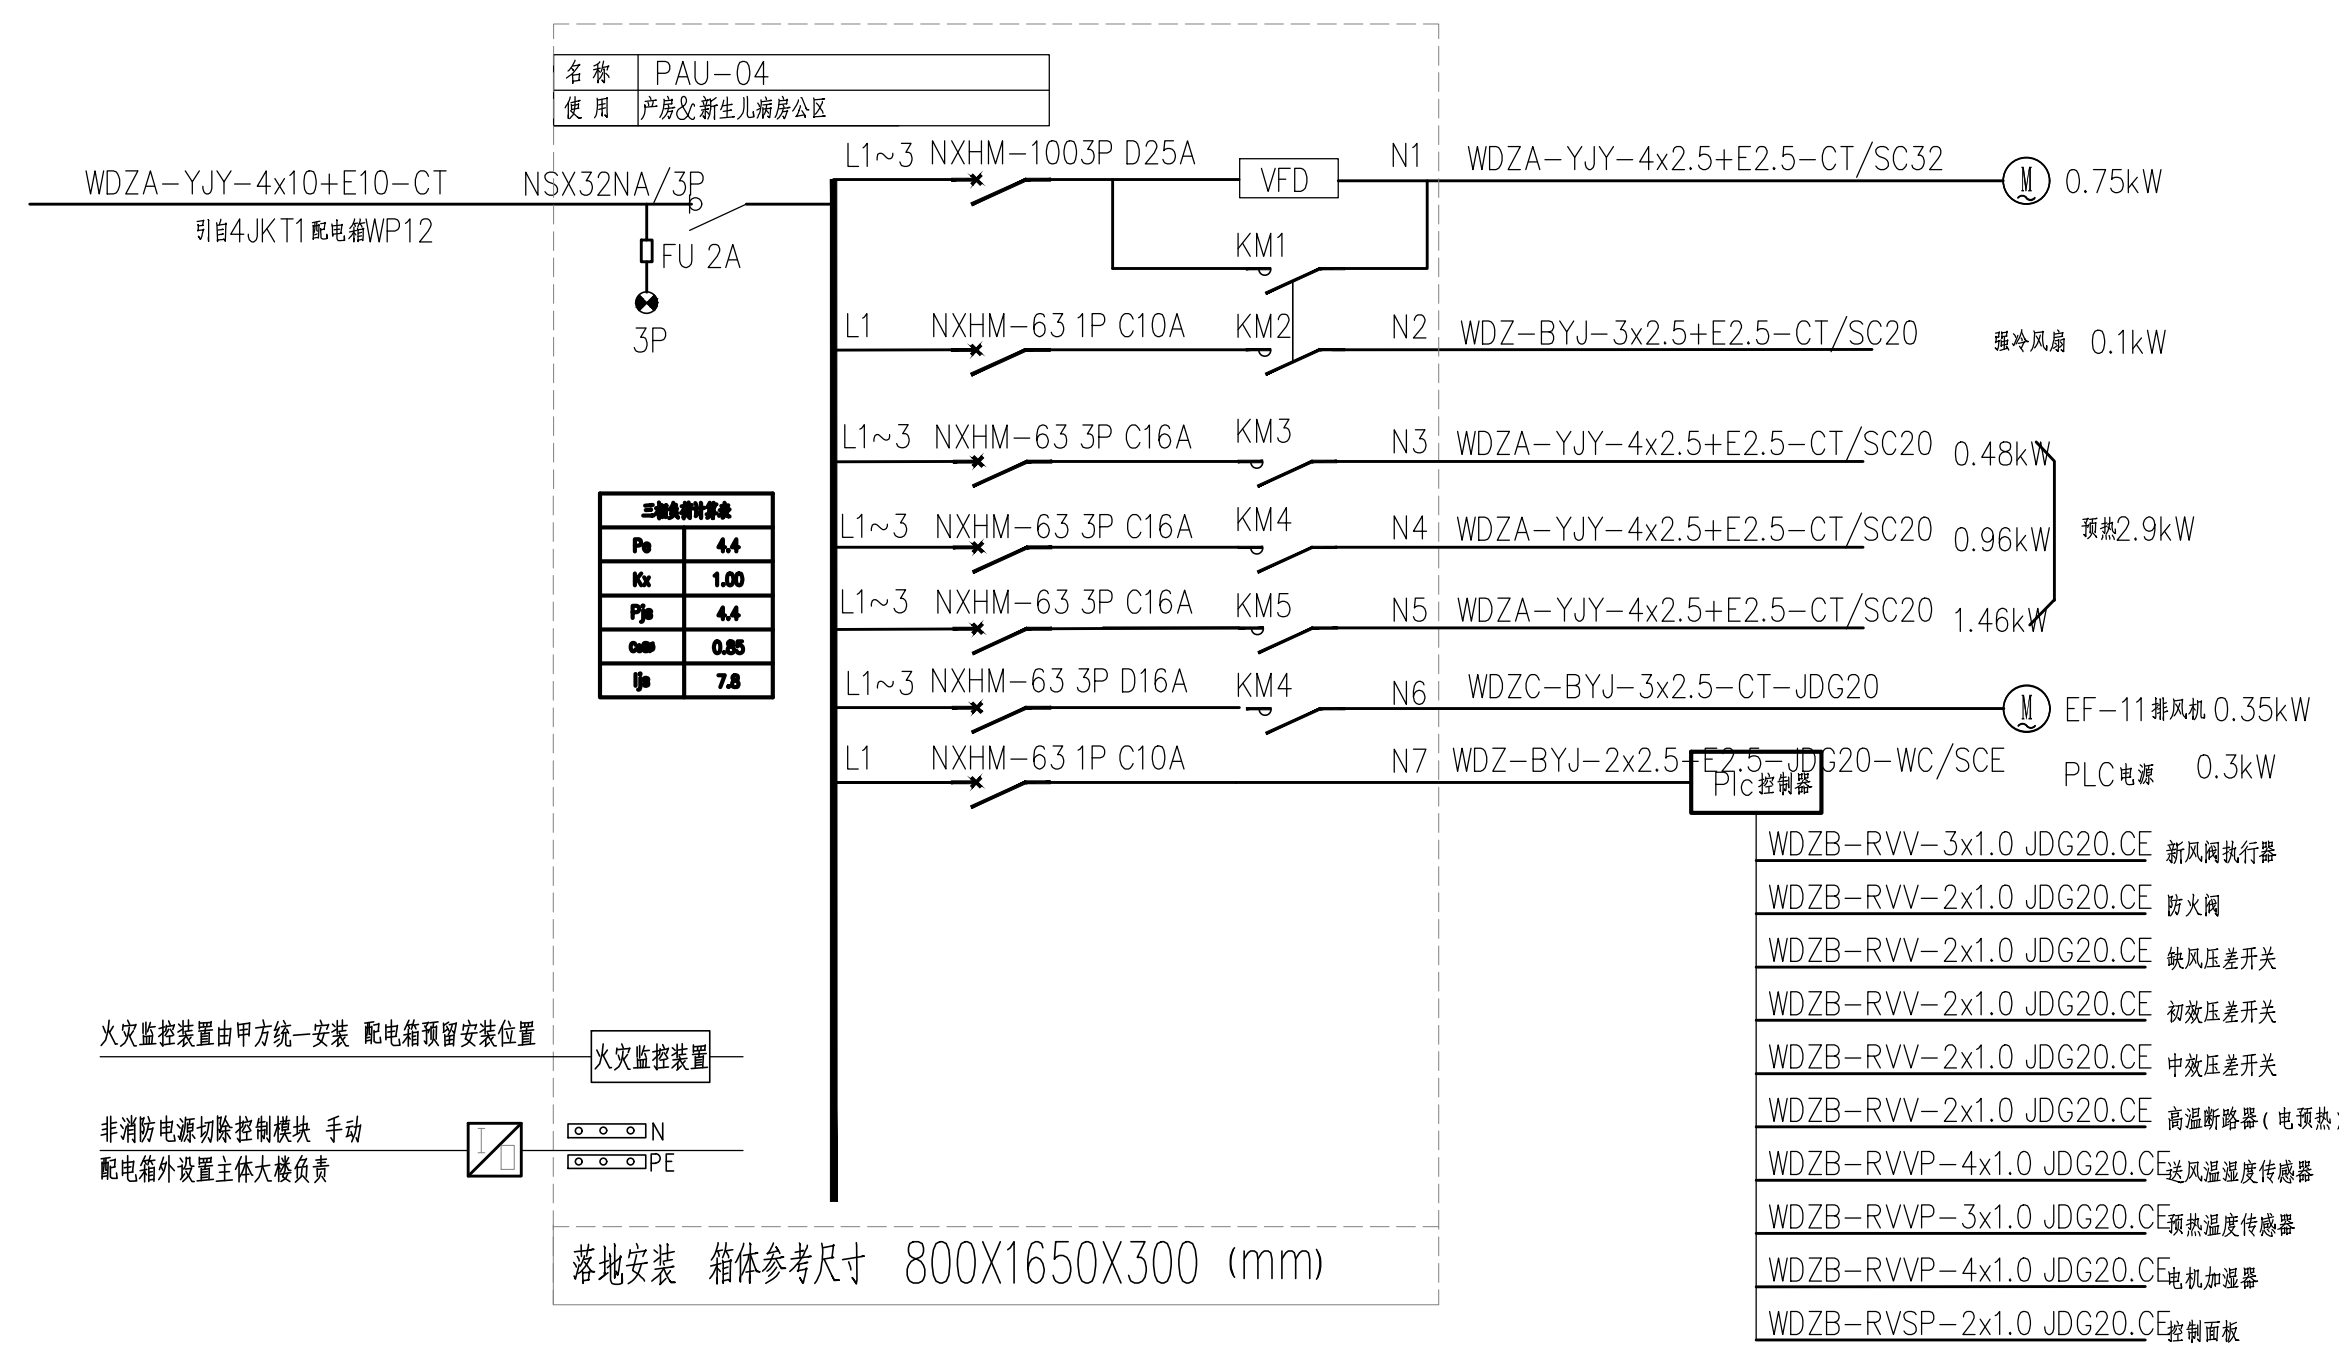 名 称 PAU-04
使 用 产房&新生儿病房公区
WDZA-YJY-4x10+E10-CT NSX32NA/3P
引自4JKT1配电箱WP12
FU 2A
3P
L1~3 NXHM-1003P D25A VFD N1 WDZA-YJY-4x2.5+E2.5-CT/SC32 M 0.75kW
KM1
L1 NXHM-63 1P C10A KM2 N2 WDZ-BYJ-3x2.5+E2.5-CT/SC20 强冷风扇 0.1kW
L1~3 NXHM-63 3P C16A KM3 N3 WDZA-YJY-4x2.5+E2.5-CT/SC20 0.48kW
L1~3 NXHM-63 3P C16A KM4 N4 WDZA-YJY-4x2.5+E2.5-CT/SC20 0.96kW 预热2.9kW
L1~3 NXHM-63 3P C16A KM5 N5 WDZA-YJY-4x2.5+E2.5-CT/SC20 1.46kW
L1~3 NXHM-63 3P D16A KM4 N6 WDZC-BYJ-3x2.5-CT-JDG20 M EF-11排风机 0.35kW
L1 NXHM-63 1P C10A N7 WDZ-BYJ-2x2.5-E2.5-JDG20-WC/SCE PLC电源 0.3kW
Plc控制器
三相负荷计算表
Pe 4.4
Kx 1.00
Pjs 4.4
0.85
Ijs 7.8
WDZB-RVV-3x1.0 JDG20.CE 新风阀执行器
WDZB-RVV-2x1.0 JDG20.CE 防火阀
WDZB-RVV-2x1.0 JDG20.CE 缺风压差开关
WDZB-RVV-2x1.0 JDG20.CE 初效压差开关
WDZB-RVV-2x1.0 JDG20.CE 中效压差开关
WDZB-RVV-2x1.0 JDG20.CE 高温断路器(电预热)
WDZB-RVVP-4x1.0 JDG20.CE 送风温湿度传感器
WDZB-RVVP-3x1.0 JDG20.CE 预热温度传感器
WDZB-RVVP-4x1.0 JDG20.CE 电机加湿器
WDZB-RVSP-2x1.0 JDG20.CE 控制面板
火灾监控装置由甲方统一安装 配电箱预留安装位置
火灾监控装置
非消防电源切除控制模块 手动
配电箱外设置主体大楼负责
N
PE
落地安装 箱体参考尺寸 800X1650X300 (mm)